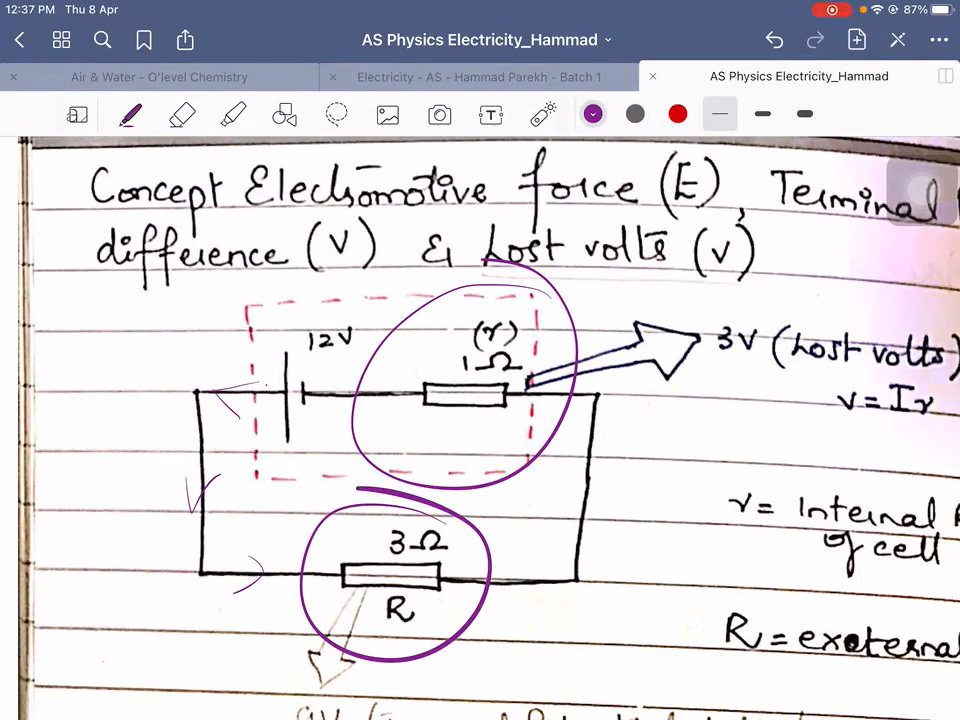 12:37 PM Thu 8 Apr
87%
AS Physics Electricity_Hammad
Air & Water - O'level Chemistry
Electricity - AS - Hammad Parekh - Batch 1
AS Physics Electricity_Hammad
Concept Electromotive force (E), Terminal
difference (V) & Lost volts (v)
12V
(r)
1Ω
3V (Lost volts)
v = Ir
r = Internal
of cell
3Ω
R
R = exeternal